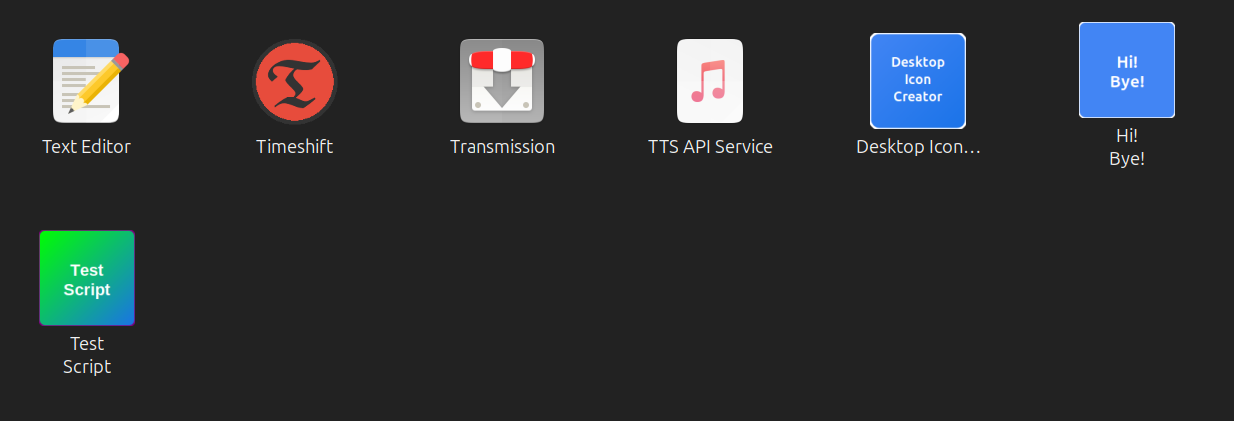 Desktop
Icon
Creator
Hi!
Bye!
Text Editor
Timeshift
Transmission
TTS API Service
Desktop Icon…
Hi!
Bye!
Test
Script
Test
Script